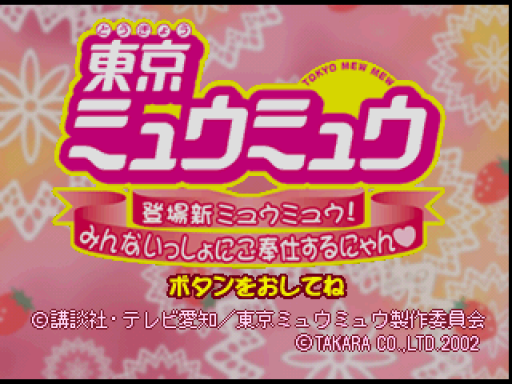 とうきょう
東京
TOKYO MEW MEW
ミュウミュウ
登場新ミュウミュウ!
みんないっしょにご奉仕するにゃん♥
ボタンをおしてね
©講談社・テレビ愛知/東京ミュウミュウ製作委員会
©TAKARA CO.,LTD.2002